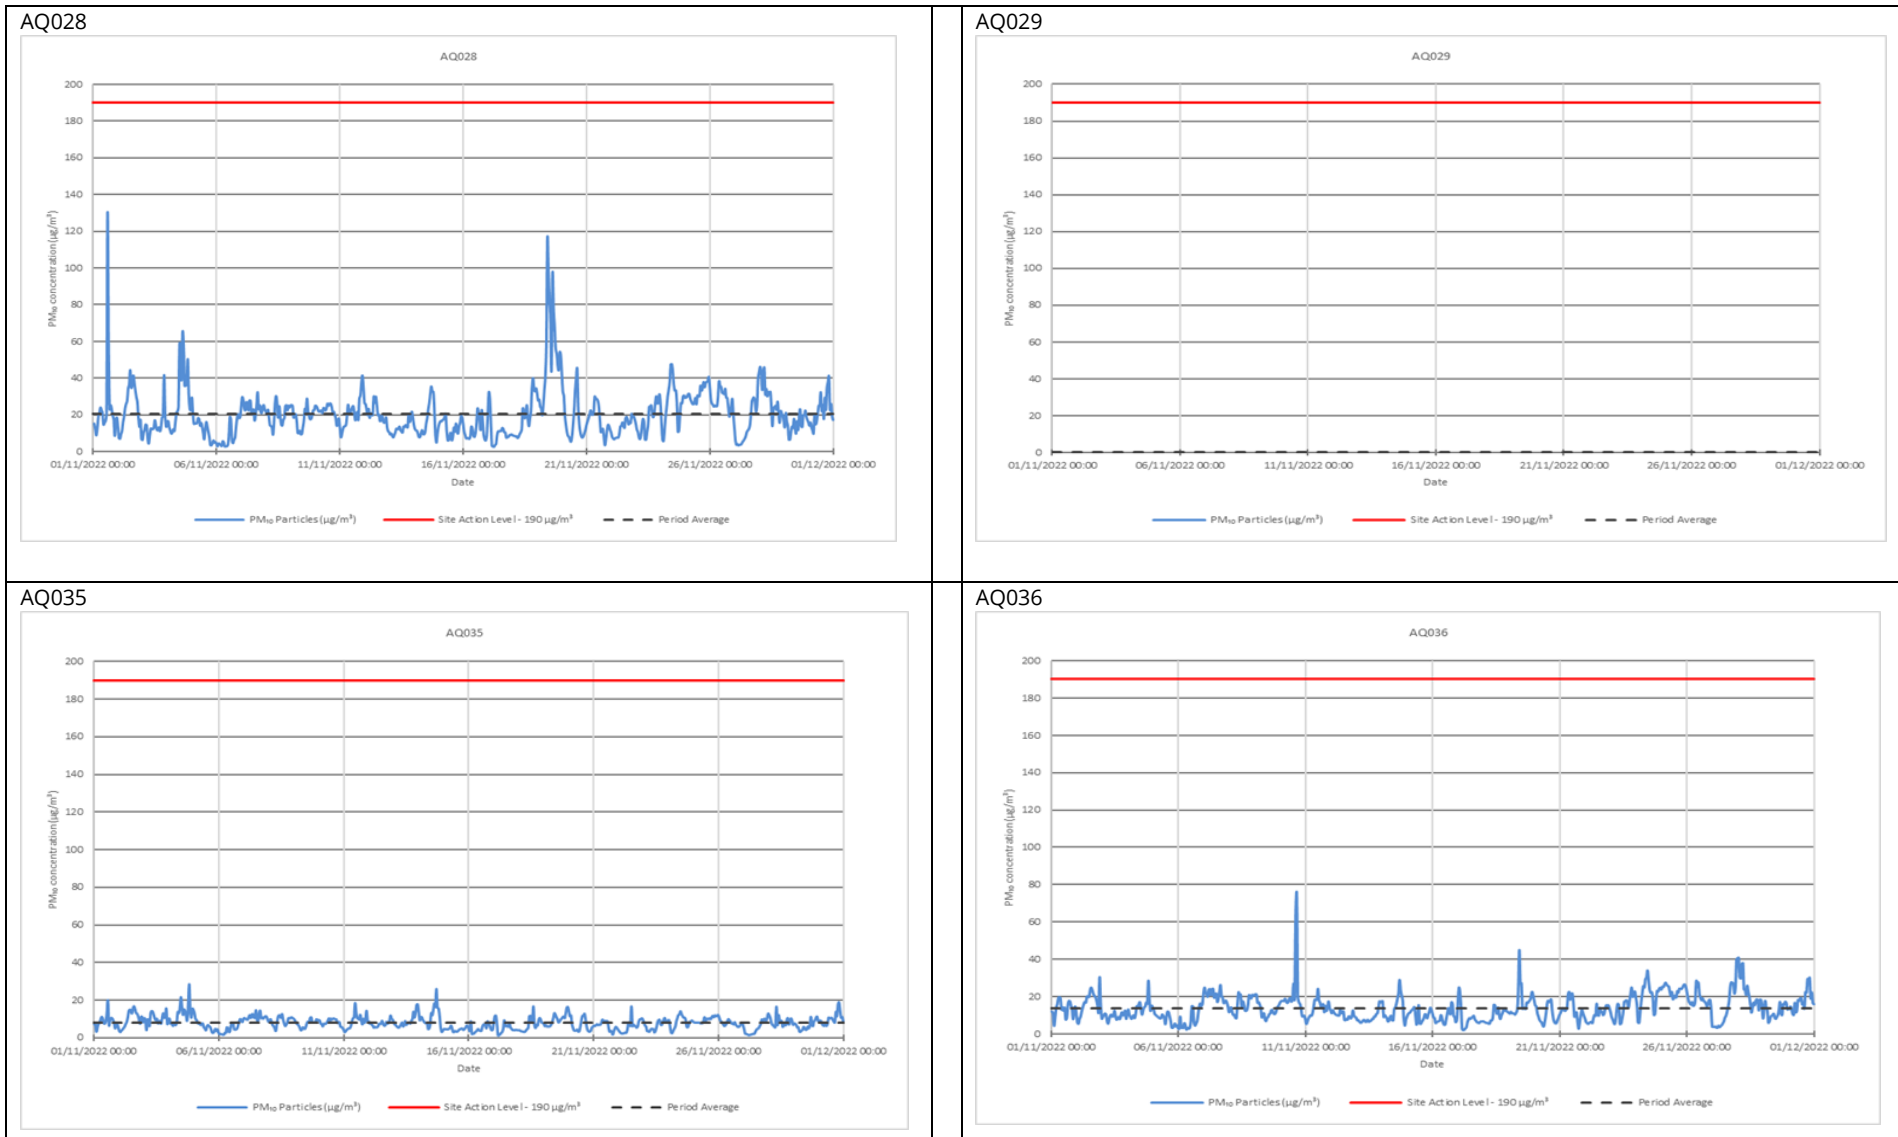 AQ028
AQ028
200
180
160
140
120
100
80
60
40
20
0
PM₁₀ concentration (µg/m³)
01/11/2022 00:00 06/11/2022 00:00 11/11/2022 00:00 16/11/2022 00:00 21/11/2022 00:00 26/11/2022 00:00 01/12/2022 00:00
Date
PM₁₀ Particles (µg/m³) Site Action Level - 190 µg/m³ Period Average
AQ029
AQ029
200
180
160
140
120
100
80
60
40
20
0
PM₁₀ concentration (µg/m³)
01/11/2022 00:00 06/11/2022 00:00 11/11/2022 00:00 16/11/2022 00:00 21/11/2022 00:00 26/11/2022 00:00 01/12/2022 00:00
Date
PM₁₀ Particles (µg/m³) Site Action Level - 190 µg/m³ Period Average
AQ035
AQ035
200
180
160
140
120
100
80
60
40
20
0
PM₁₀ concentration (µg/m³)
01/11/2022 00:00 06/11/2022 00:00 11/11/2022 00:00 16/11/2022 00:00 21/11/2022 00:00 26/11/2022 00:00 01/12/2022 00:00
Date
PM₁₀ Particles (µg/m³) Site Action Level - 190 µg/m³ Period Average
AQ036
AQ036
200
180
160
140
120
100
80
60
40
20
0
PM₁₀ concentration (µg/m³)
01/11/2022 00:00 06/11/2022 00:00 11/11/2022 00:00 16/11/2022 00:00 21/11/2022 00:00 26/11/2022 00:00 01/12/2022 00:00
Date
PM₁₀ Particles (µg/m³) Site Action Level - 190 µg/m³ Period Average